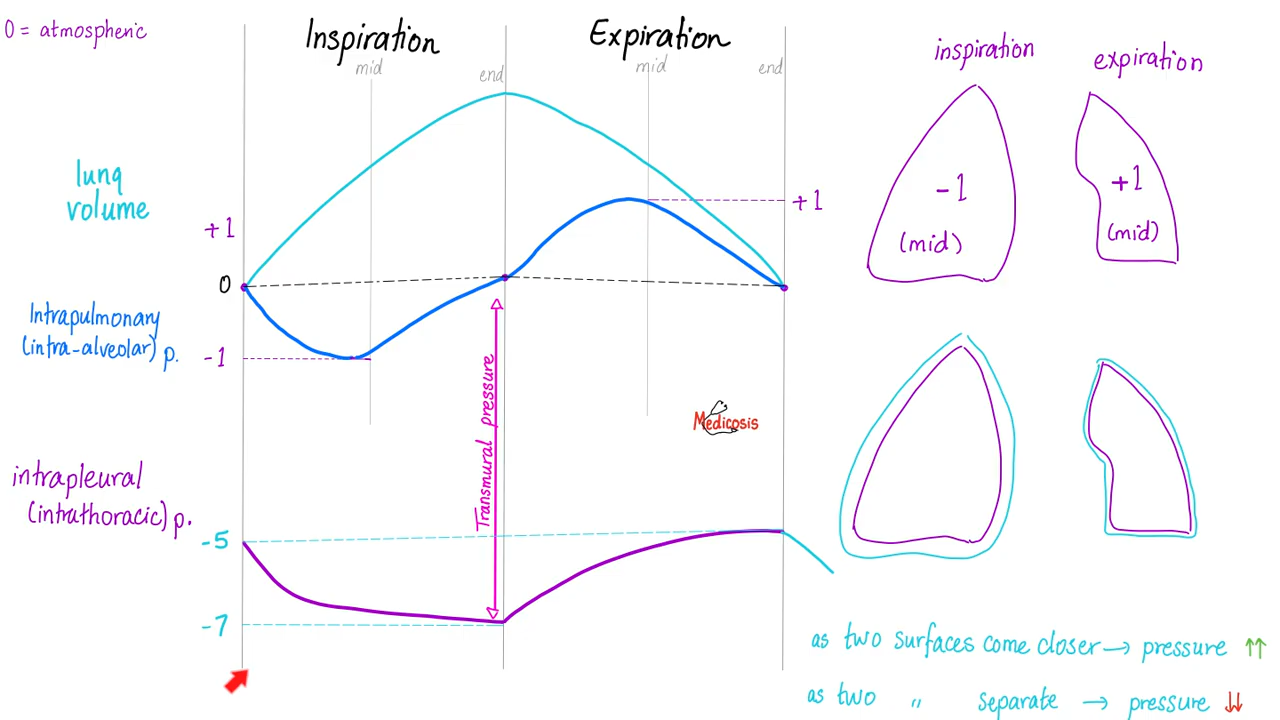 0 = atmospheric
Inspiration
Expiration
mid
end
mid
end
inspiration
expiration
lung
volume
+1
0
-1
+1
-1
(mid)
+1
(mid)
Intrapulmonary
(intra-alveolar) p.
Transmural pressure
Medicosis
intrapleural
(intrathoracic) p.
-5
-7
as two surfaces come closer → pressure ↑↑
as two " separate → pressure ↓↓